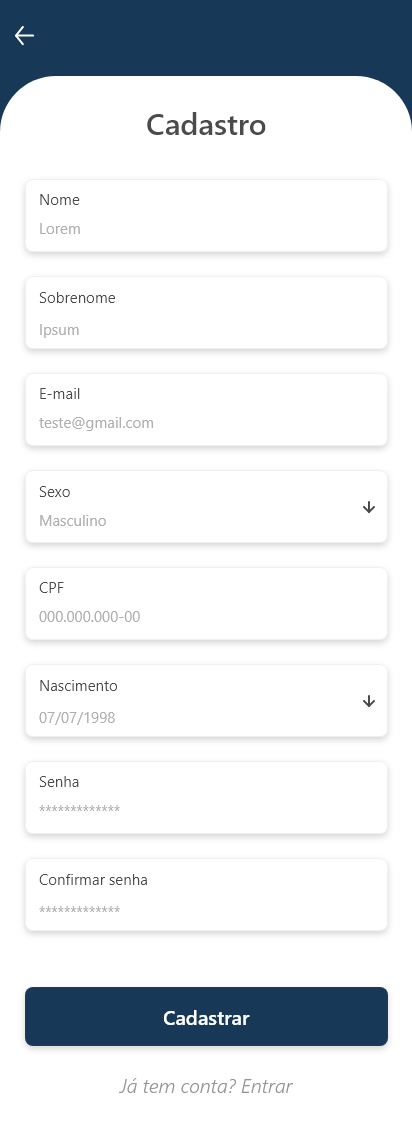 Cadastro
Nome
Lorem
Sobrenome
Ipsum
E-mail
teste@gmail.com
Sexo
Masculino
CPF
000.000.000-00
Nascimento
07/07/1998
Senha
*************
Confirmar senha
*************
Cadastrar
Já tem conta? Entrar